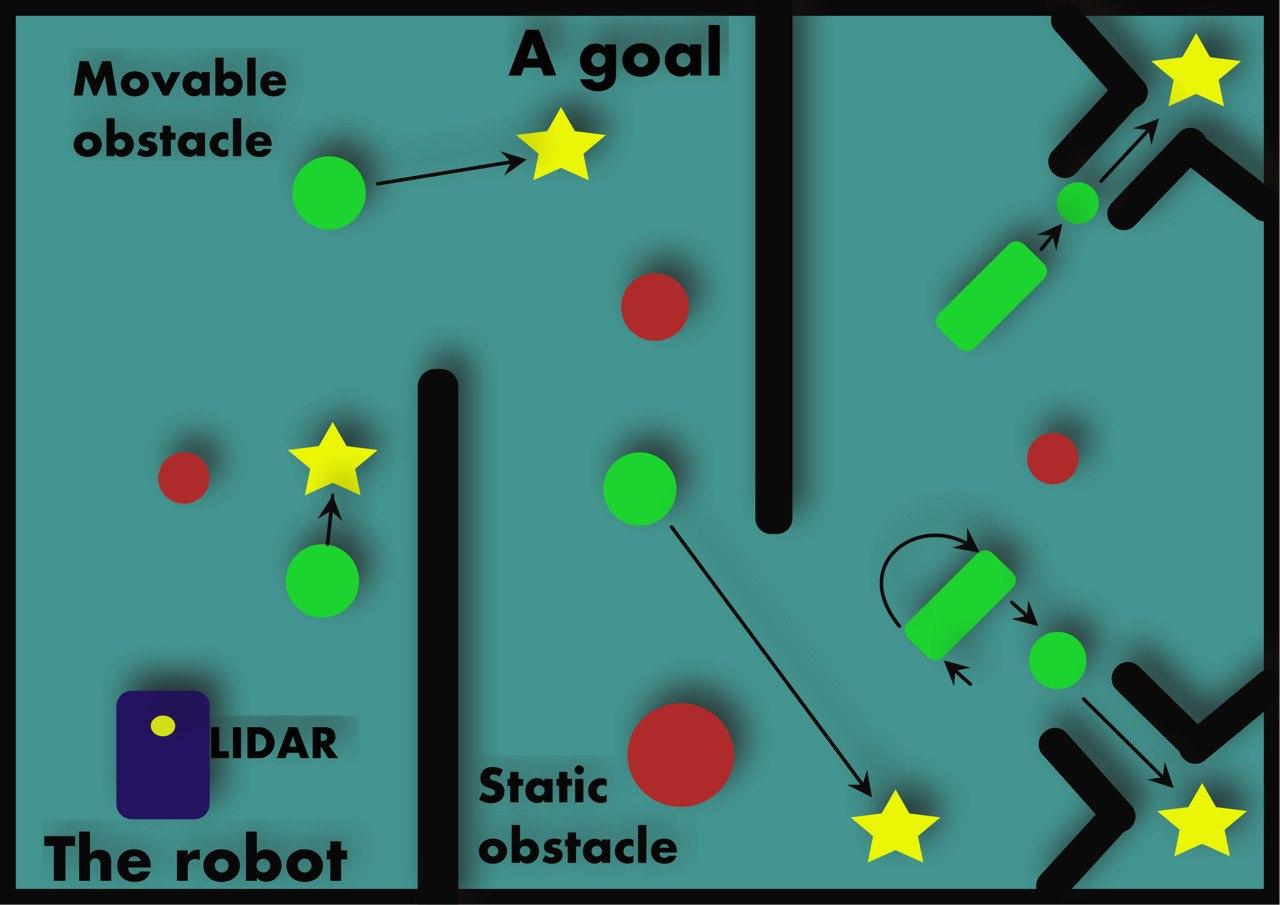 A goal
Movable
obstacle
LIDAR
Static
obstacle
The robot